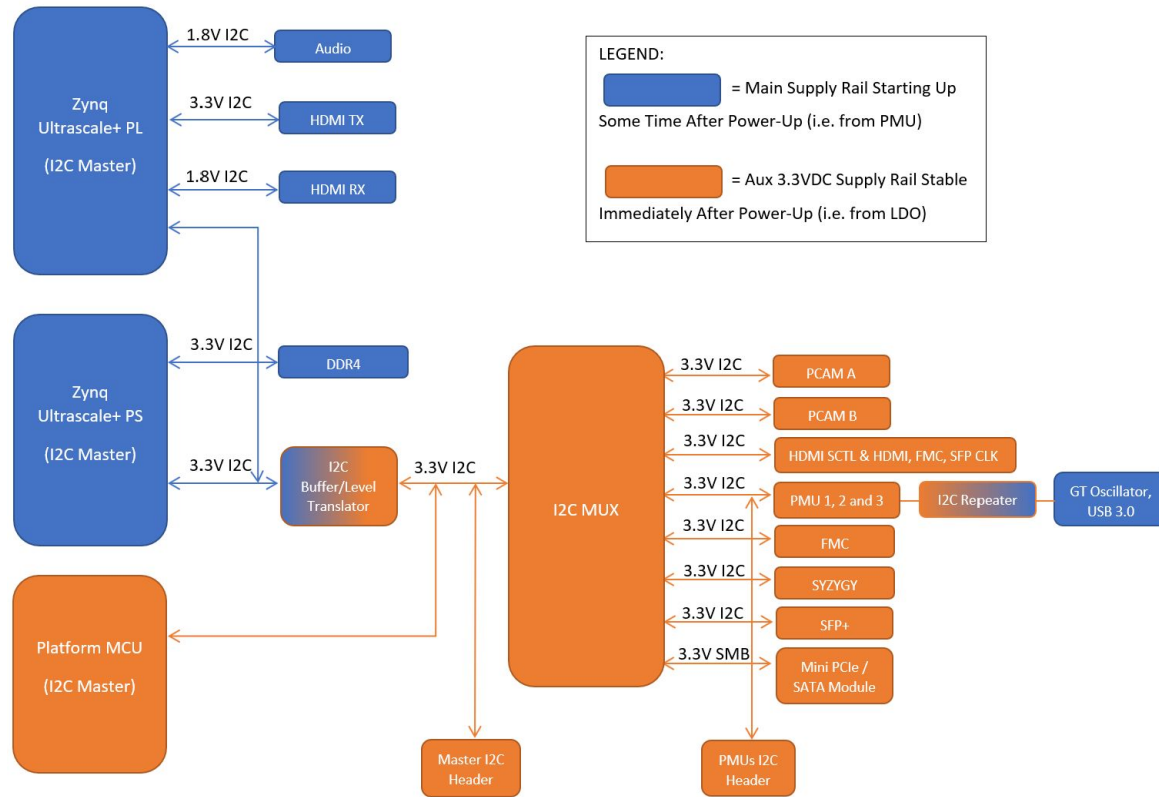 Zynq
Ultrascale+ PL
(I2C Master)
1.8V I2C
Audio
3.3V I2C
HDMI TX
1.8V I2C
HDMI RX
LEGEND:
= Main Supply Rail Starting Up
Some Time After Power-Up (i.e. from PMU)
= Aux 3.3VDC Supply Rail Stable
Immediately After Power-Up (i.e. from LDO)
Zynq
Ultrascale+ PS
(I2C Master)
3.3V I2C
DDR4
3.3V I2C
I2C
Buffer/Level
Translator
3.3V I2C
Platform MCU
(I2C Master)
Master I2C
Header
I2C MUX
3.3V I2C
PCAM A
3.3V I2C
PCAM B
3.3V I2C
HDMI SCTL & HDMI, FMC, SFP CLK
3.3V I2C
PMU 1, 2 and 3
I2C Repeater
GT Oscillator,
USB 3.0
3.3V I2C
FMC
3.3V I2C
SYZYGY
3.3V I2C
SFP+
3.3V SMB
Mini PCIe /
SATA Module
PMUs I2C
Header